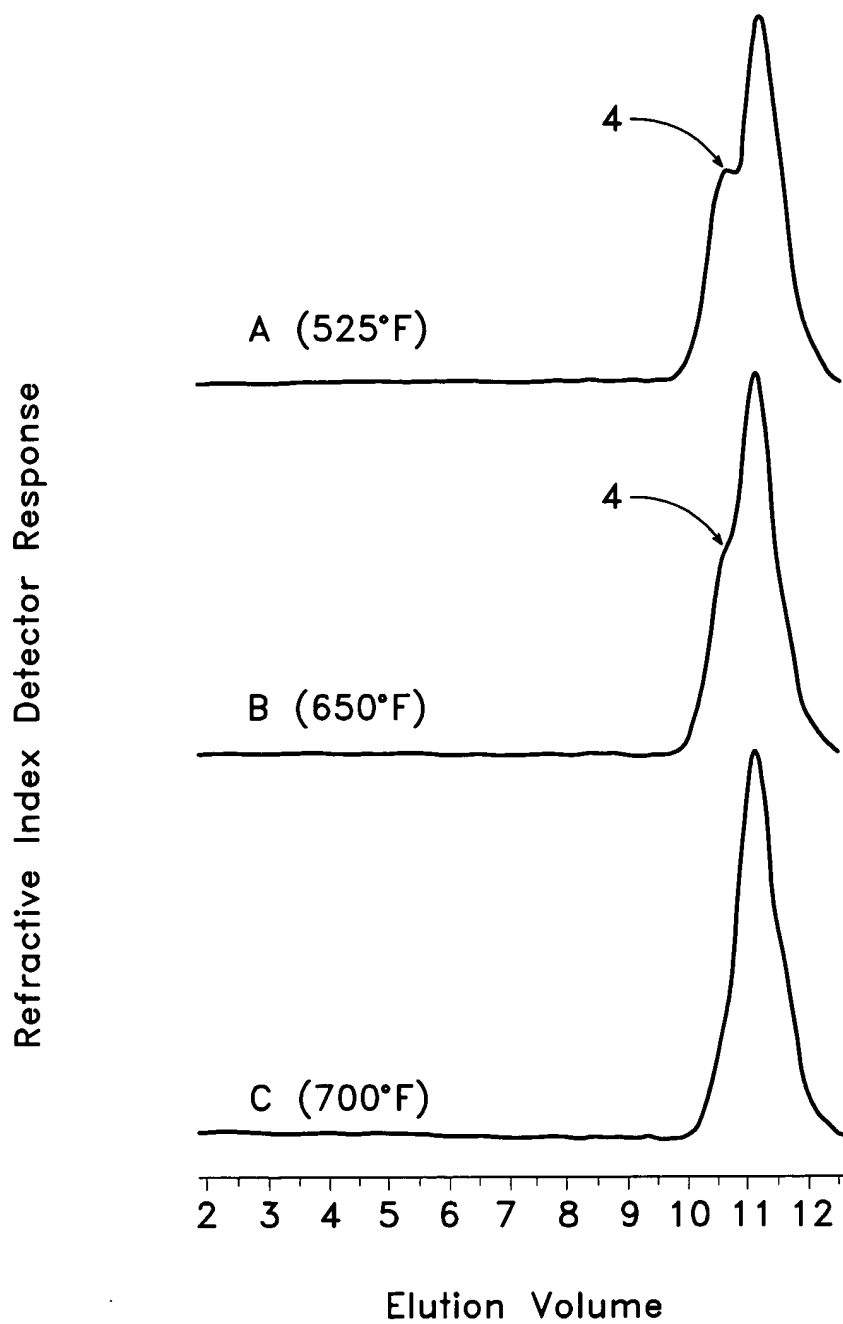 4
A (525°F)
4
B (650°F)
C (700°F)
Refractive Index Detector Response
2 3 4 5 6 7 8 9 10 11 12
Elution Volume